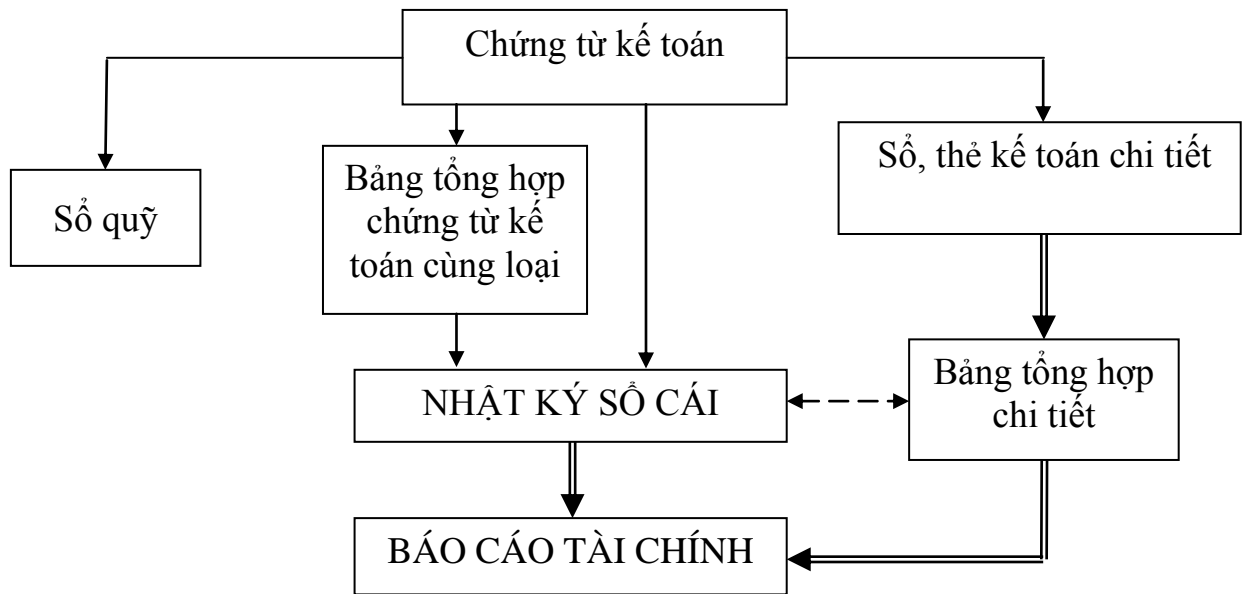 Chứng từ kế toán
Sổ quỹ
Bảng tổng hợp
chứng từ kế
toán cùng loại
Sổ, thẻ kế toán chi tiết
NHẬT KÝ SỔ CÁI
Bảng tổng hợp
chi tiết
BÁO CÁO TÀI CHÍNH